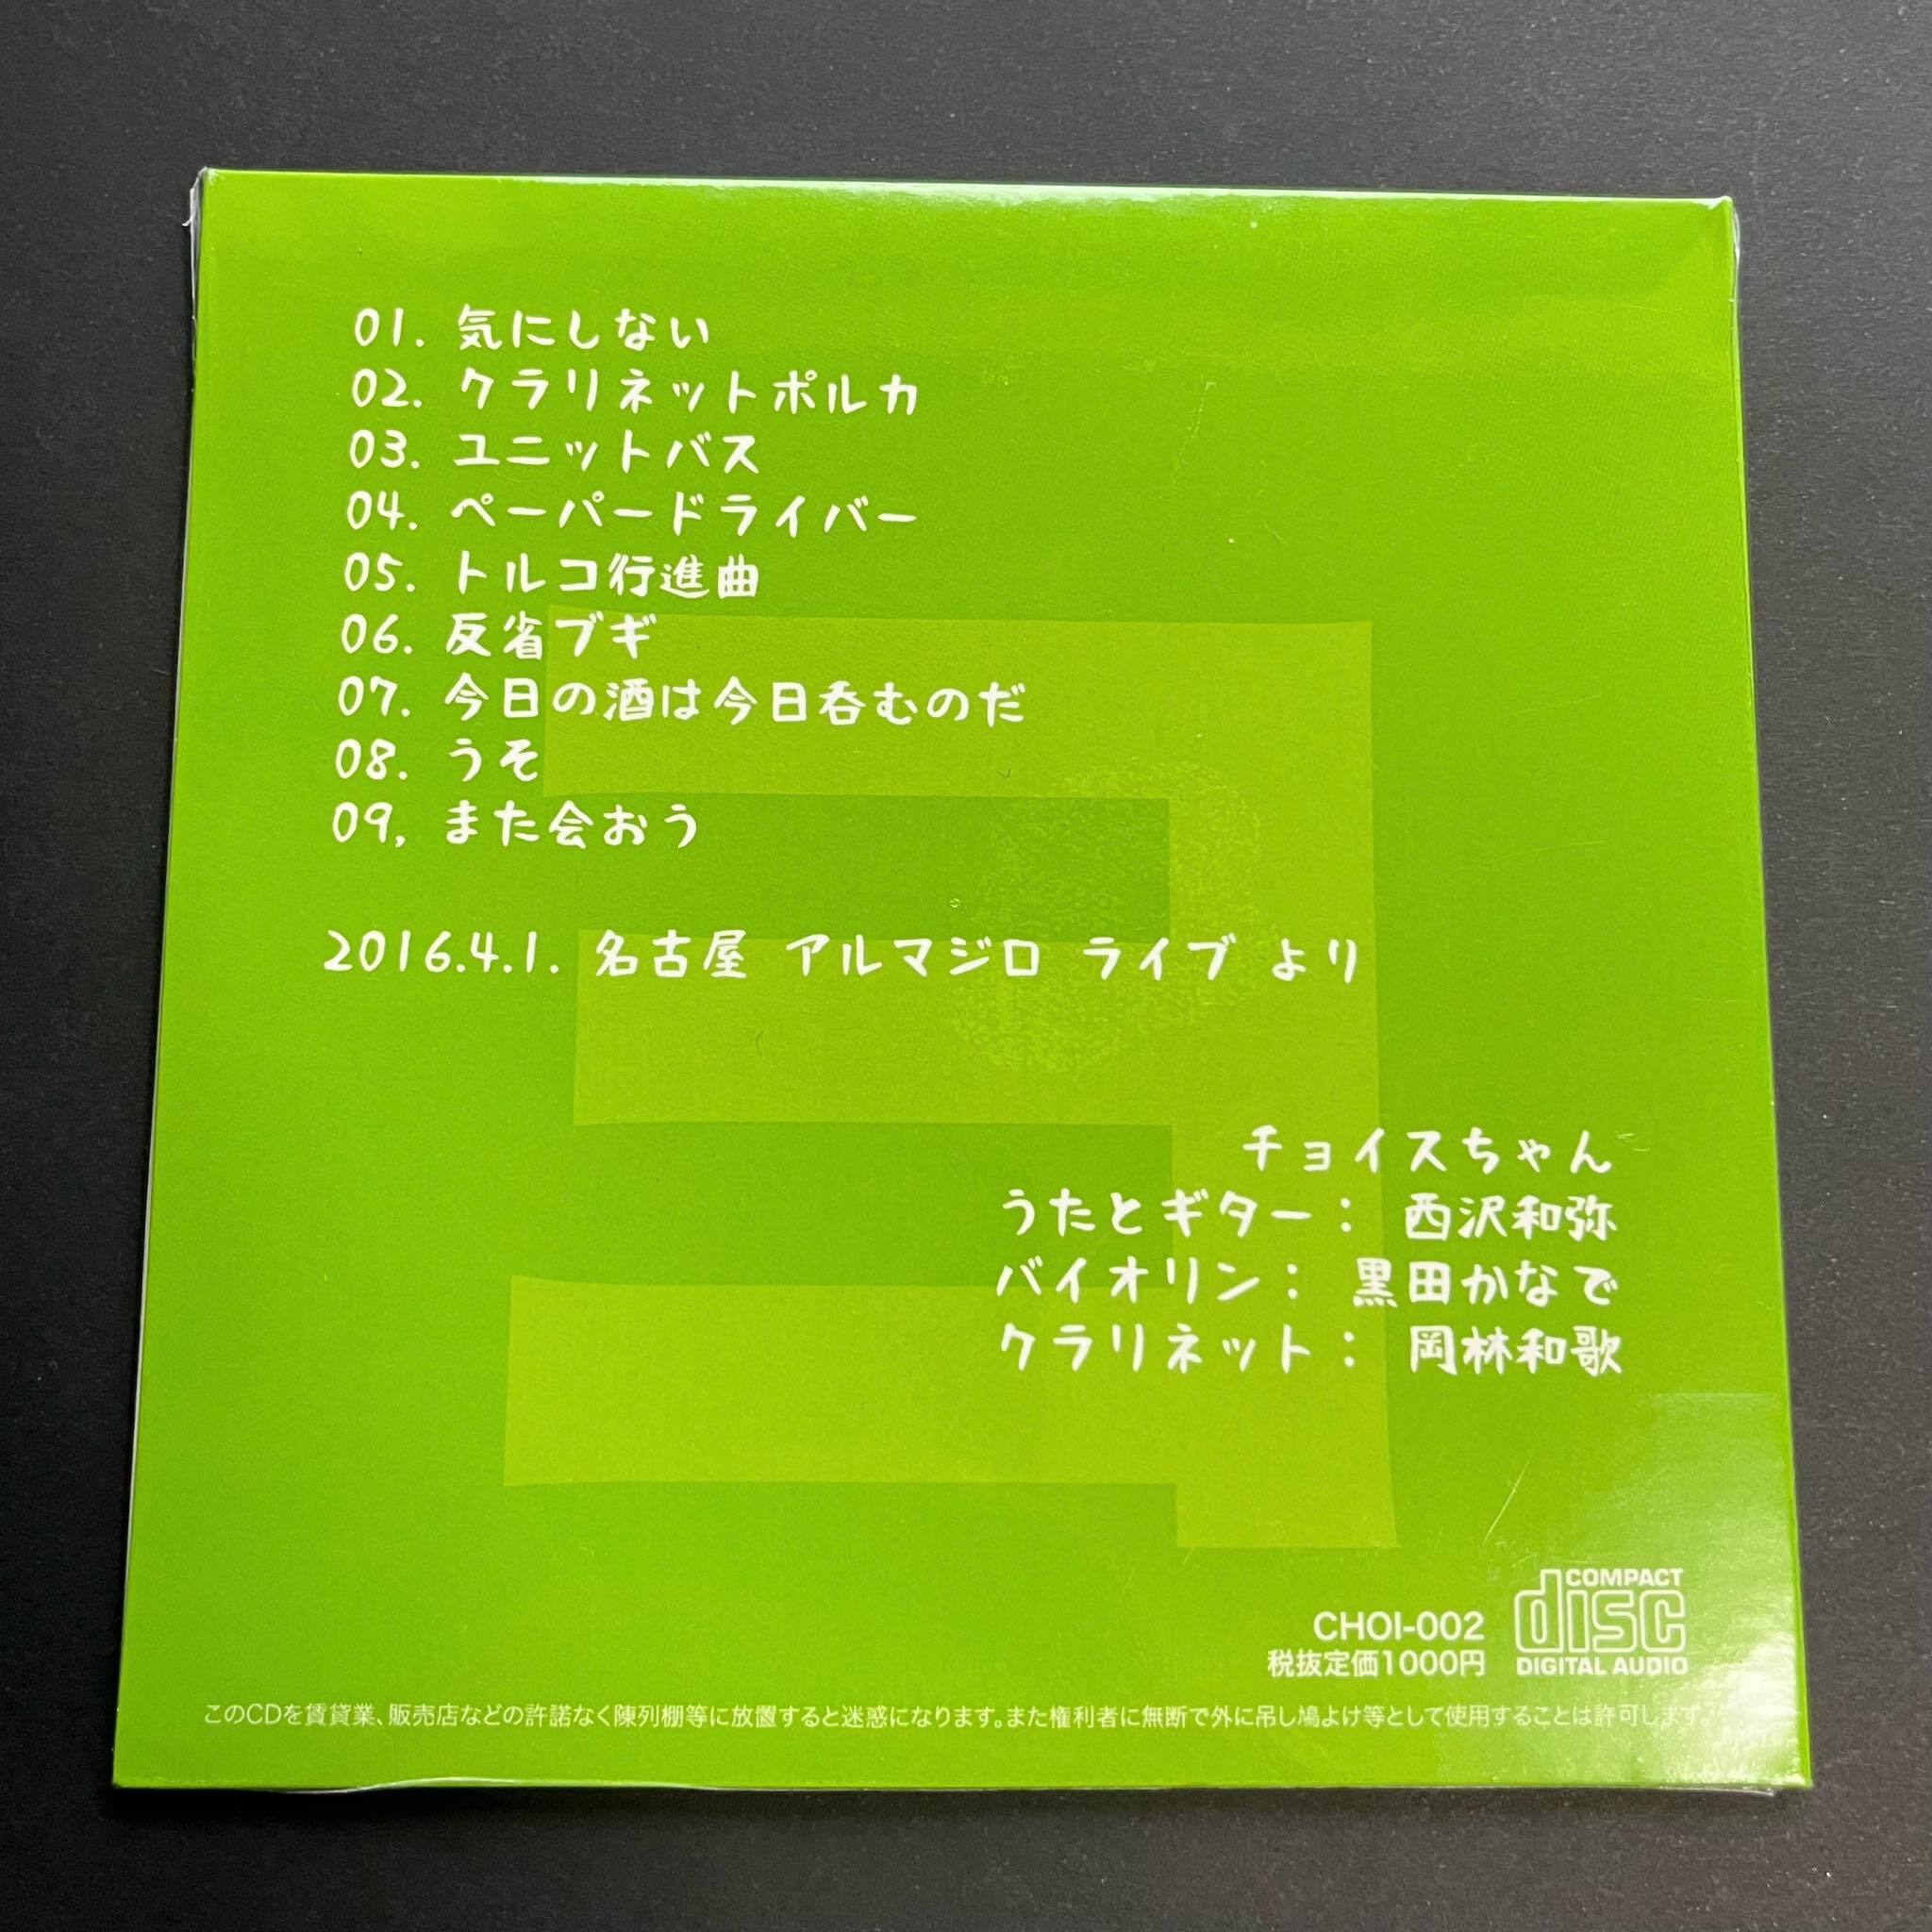 01. 気にしない
02. クラリネットポルカ
03. ユニットバス
04. ペーパードライバー
05. トルコ行進曲
06. 反省ブギ
07. 今日の酒は今日呑むのだ
08. うそ
09, また会おう
2016.4.1. 名古屋 アルマジロ ライブ より
チョイスちゃん
うたとギター： 西沢和弥
バイオリン： 黒田かなで
クラリネット： 岡林和歌
CHOI-002
税抜定価1000円
COMPACT
disc
DIGITAL AUDIO
このCDを賃貸業、販売店などの許諾なく陳列棚等に放置すると迷惑になります。また権利者に無断で外に吊し鳩よけ等として使用することは許可します。